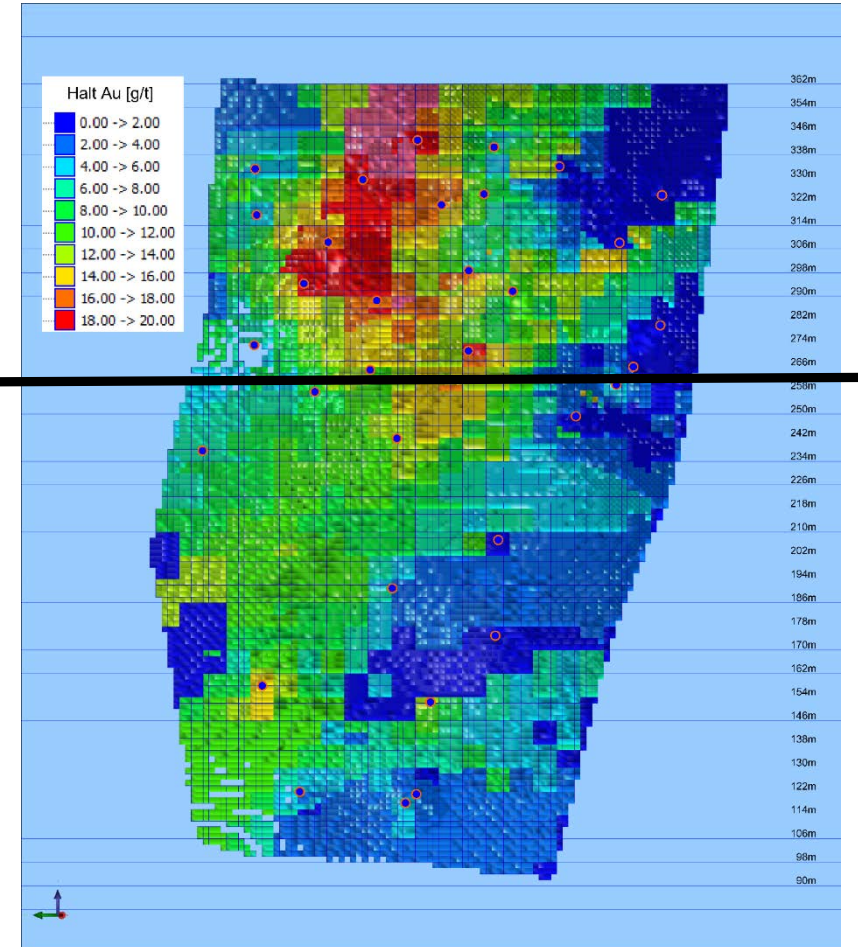 Halt Au [g/t]
0.00 -> 2.00
2.00 -> 4.00
4.00 -> 6.00
6.00 -> 8.00
8.00 -> 10.00
10.00 -> 12.00
12.00 -> 14.00
14.00 -> 16.00
16.00 -> 18.00
18.00 -> 20.00
362m
354m
346m
338m
330m
322m
314m
306m
298m
290m
282m
274m
266m
258m
250m
242m
234m
226m
218m
210m
202m
194m
186m
178m
170m
162m
154m
146m
138m
130m
122m
114m
106m
98m
90m